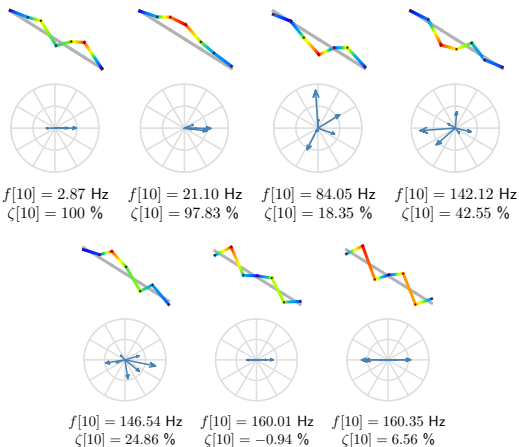 f[10] = 2.87 Hz f[10] = 21.10 Hz f[10] = 84.05 Hz f[10] = 142.12 Hz
ζ[10] = 100 % ζ[10] = 97.83 % ζ[10] = 18.35 % ζ[10] = 42.55 %
f[10] = 146.54 Hz f[10] = 160.01 Hz f[10] = 160.35 Hz
ζ[10] = 24.86 % ζ[10] = −0.94 % ζ[10] = 6.56 %